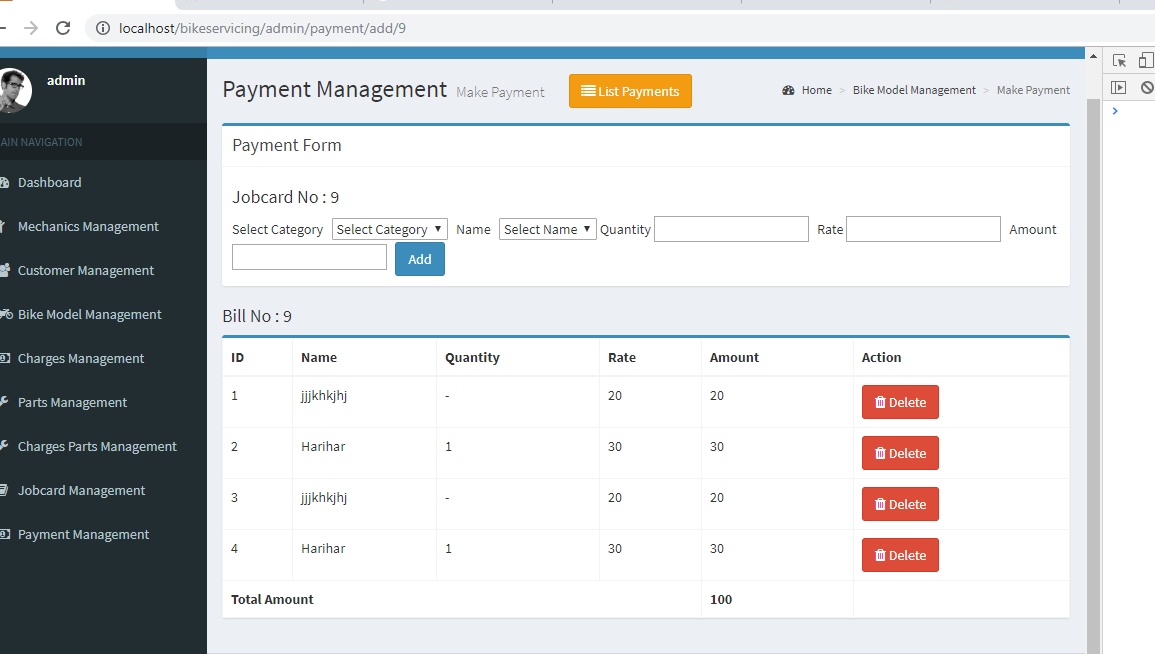 localhost/bikeservicing/admin/payment/add/9
admin
AIN NAVIGATION
Dashboard
Mechanics Management
Customer Management
Bike Model Management
Charges Management
Parts Management
Charges Parts Management
Jobcard Management
Payment Management
Payment Management Make Payment List Payments Home > Bike Model Management > Make Payment
Payment Form
Jobcard No : 9
Select Category Select Category Name Select Name Quantity Rate Amount
Add
Bill No : 9
ID Name Quantity Rate Amount Action
1 jjjkhkjhj - 20 20 Delete
2 Harihar 1 30 30 Delete
3 jjjkhkjhj - 20 20 Delete
4 Harihar 1 30 30 Delete
Total Amount 100